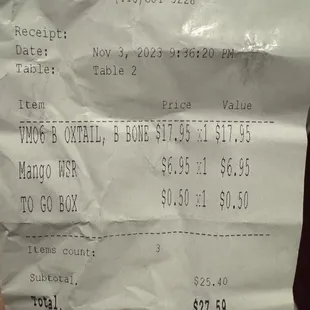 Receipt:
Date: Nov 3, 2023 9:36:20 PM
Table: Table 2
Item Price Value
VM06 B OXTAIL, B BONE $17.95 x1 $17.95
Mango WSR $6.95 x1 $6.95
TO GO BOX $0.50 x1 $0.50
Items count: 3
Subtotal. $25.40
Total. $27.59